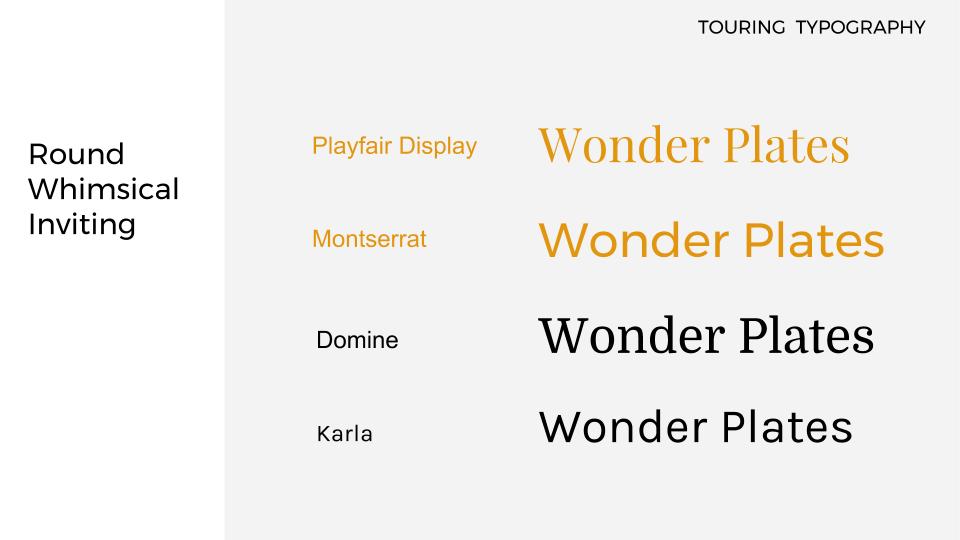 TOURING TYPOGRAPHY
Round
Whimsical
Inviting
Playfair Display
Wonder Plates
Montserrat
Wonder Plates
Domine
Wonder Plates
Karla
Wonder Plates